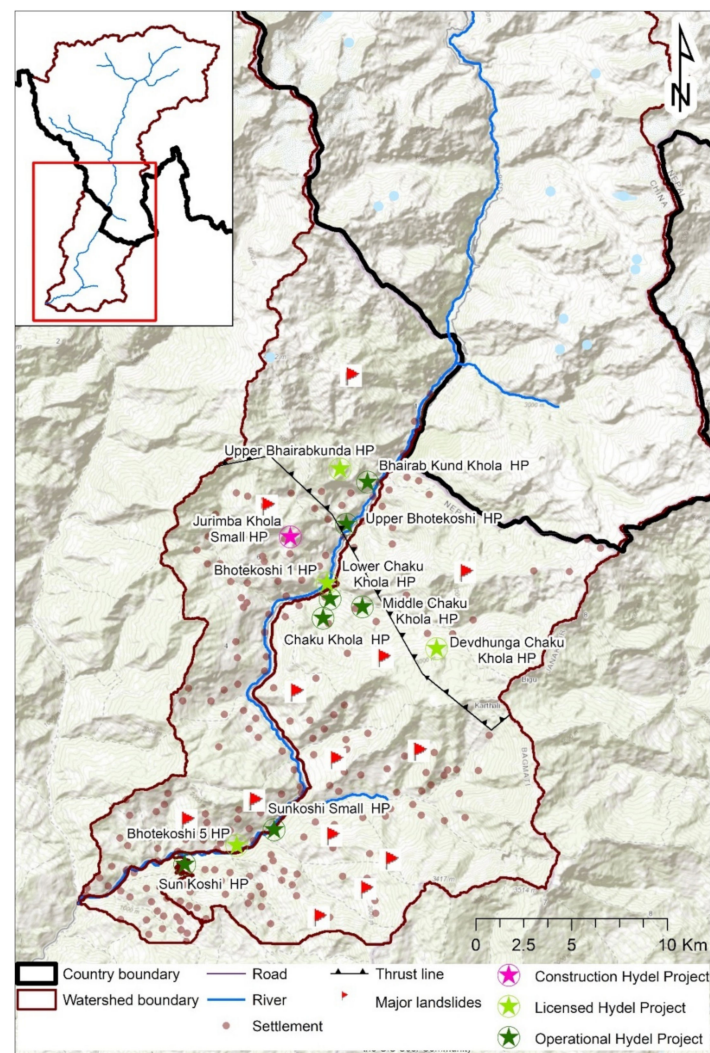 N
NEPAL
CHINA
Upper Bhairabkunda HP
Bhairab Kund Khola HP
Jurimba Khola
Small HP
Upper Bhotekoshi HP
Bhotekoshi 1 HP
Lower Chaku
Khola HP
Middle Chaku
Khola HP
Chaku Khola HP
Devdhunga Chaku
Khola HP
Karthali
BAGMATI
Sunkoshi Small HP
Bhotekoshi 5 HP
Sun Koshi HP
0 2.5 5 10 Km
Country boundary
Road
Thrust line
Construction Hydel Project
Watershed boundary
River
Major landslides
Licensed Hydel Project
Settlement
Operational Hydel Project